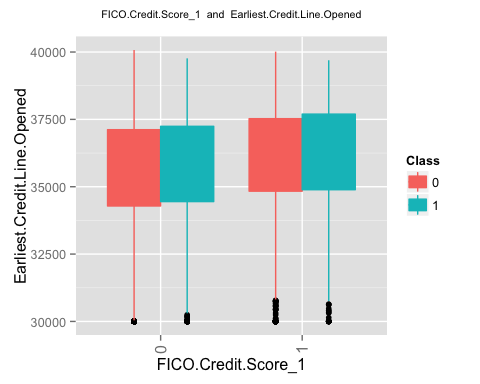 FICO.Credit.Score_1 and Earliest.Credit.Line.Opened
Earliest.Credit.Line.Opened
40000
37500
35000
32500
30000
0
1
FICO.Credit.Score_1
Class
0
1